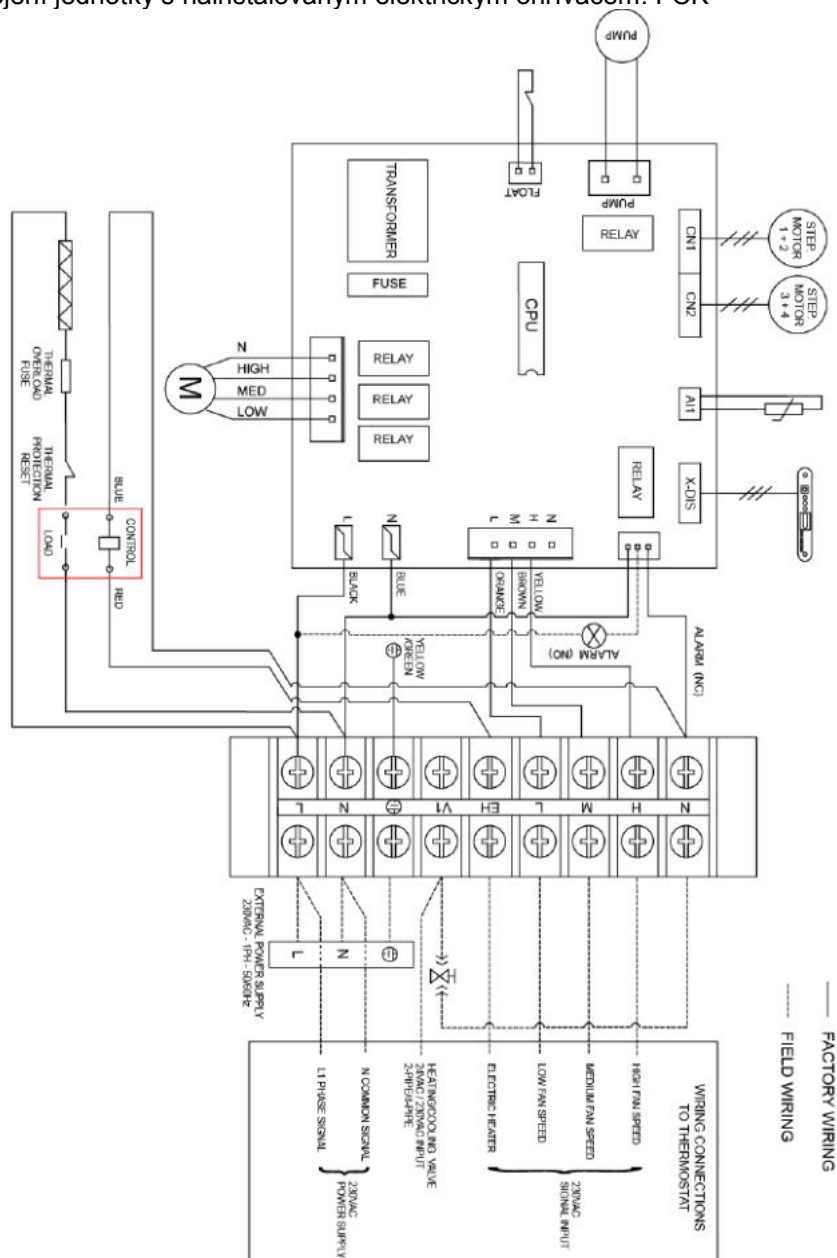 ojení jednotky s nainstalovaným elektrickým ohřívačem: FCK
PUMP
FLOAT
PUMP
TRANSFORMER
RELAY
CN1
STEP.
MOTOR
1 + 2
FUSE
CPU
CN2
STEP.
MOTOR
3 + 4
N
HIGH
MED
LOW
M
RELAY
RELAY
RELAY
AI1
RELAY
X-DIS
THERMAL
OVERLOAD
FUSE
THERMAL
PROTECTION
RESET
BLUE
CONTROL
LOAD
RED
L
N
L
M
H
N
BLACK
BLUE
ORANGE
BROWN
YELLOW
YELLOW
/GREEN
ALARM (NO)
ALARM (NC)
L
N
V1
EH
L
M
H
N
EXTERNAL POWER SUPPLY
230VAC - 1PH - 50/60Hz
L
N
L1 PHASE SIGNAL
N COMMON SIGNAL
230VAC
POWER SUPPLY
HEATING/COOLING VALVE
24VAC / 230VAC INPUT
2-PIPE/4-PIPE
ELECTRIC HEATER
LOW FAN SPEED
MEDIUM FAN SPEED
HIGH FAN SPEED
230VAC
SIGNAL INPUT
WIRING CONNECTIONS
TO THERMOSTAT
FACTORY WIRING
FIELD WIRING